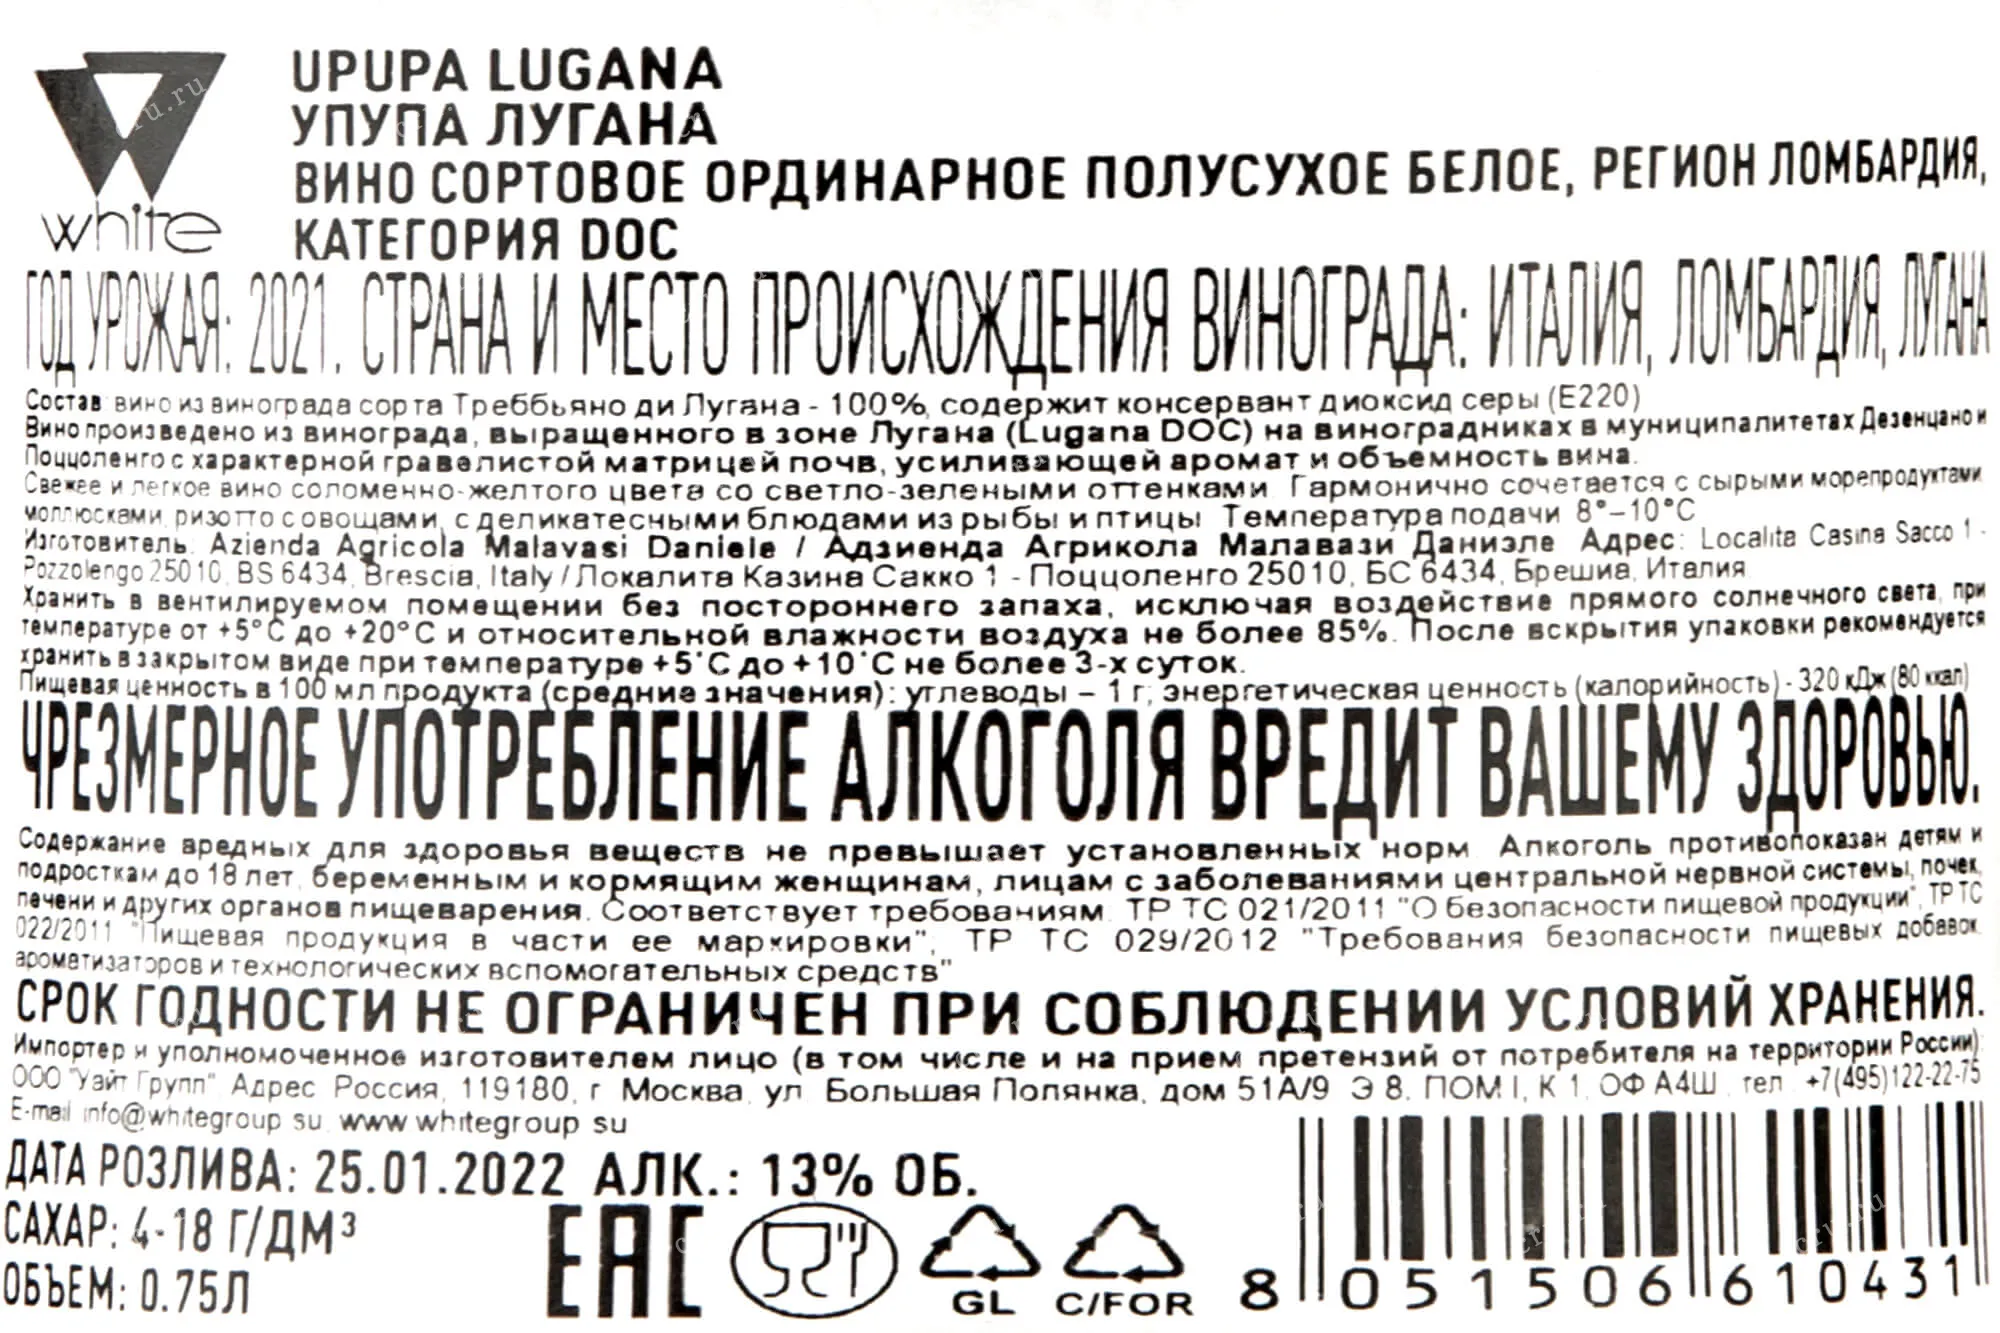 white
UPUPA LUGANA
УПУПА ЛУГАНА
ВИНО СОРТОВОЕ ОРДИНАРНОЕ ПОЛУСУХОЕ БЕЛОЕ, РЕГИОН ЛОМБАРДИЯ,
КАТЕГОРИЯ DOC
ГОД УРОЖАЯ: 2021. СТРАНА И МЕСТО ПРОИСХОЖДЕНИЯ ВИНОГРАДА: ИТАЛИЯ, ЛОМБАРДИЯ, ЛУГАНА
Состав: вино из винограда сорта Треббьяно ди Лугана - 100%, содержит консервант диоксид серы (Е220)
Вино произведено из винограда, выращенного в зоне Лугана (Lugana DOC) на виноградниках в муниципалитетах Дезенцано и
Поццоленго с характерной гравелистой матрицей почв, усиливающей аромат и объемность вина.
Свежее и легкое вино соломенно-желтого цвета со светло-зелеными оттенками. Гармонично сочетается с сырыми морепродуктами
моллюсками, ризотто с овощами, с деликатесными блюдами из рыбы и птицы. Температура подачи 8°–10°С
Изготовитель: Azienda Agricola Malavasi Daniele / Адзиенда Агрикола Малавази Даниэле. Адрес: Localita Casina Sacco 1 -
Pozzolengo 25010, BS 6434, Brescia, Italy / Локалита Казина Сакко 1 - Поццоленго 25010, БС 6434, Брешиа, Италия
Хранить в вентилируемом помещении без постороннего запаха, исключая воздействие прямого солнечного света, при
температуре от +5°С до +20°С и относительной влажности воздуха не более 85%. После вскрытия упаковки рекомендуется
хранить в закрытом виде при температуре +5°С до +10°С не более 3-х суток.
Пищевая ценность в 100 мл продукта (средние значения): углеводы – 1 г; энергетическая ценность (калорийность) - 320 кДж (80 ккал)
ЧРЕЗМЕРНОЕ УПОТРЕБЛЕНИЕ АЛКОГОЛЯ ВРЕДИТ ВАШЕМУ ЗДОРОВЬЮ.
Содержание вредных для здоровья веществ не превышает установленных норм. Алкоголь противопоказан детям и
подросткам до 18 лет, беременным и кормящим женщинам, лицам с заболеваниями центральной нервной системы, почек,
печени и других органов пищеварения. Соответствует требованиям: ТР ТС 021/2011 "О безопасности пищевой продукции", ТР ТС
022/2011 "Пищевая продукция в части ее маркировки", ТР ТС 029/2012 "Требования безопасности пищевых добавок,
ароматизаторов и технологических вспомогательных средств"
СРОК ГОДНОСТИ НЕ ОГРАНИЧЕН ПРИ СОБЛЮДЕНИИ УСЛОВИЙ ХРАНЕНИЯ.
Импортер и уполномоченное изготовителем лицо (в том числе и на прием претензий от потребителя на территории России):
ООО "Уайт Групп", Адрес Россия, 119180, г Москва, ул Большая Полянка, дом 51А/9 Э 8, ПОМ I, К 1, ОФ А4Ш, тел +7(495)122-22-75
E-mail info@whitegroup su, www whitegroup su
ДАТА РОЗЛИВА: 25.01.2022 АЛК.: 13% ОБ.
САХАР: 4-18 Г/ДМ³
ОБЪЕМ: 0.75Л
EAC
GL
C/FOR
8 051506 610431
cru.ru